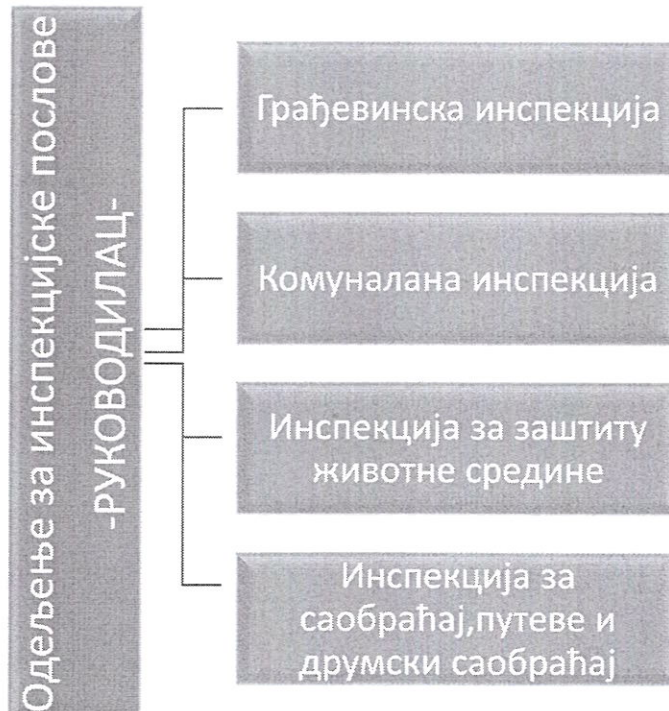 Одељење за инспекцијске послове
-РУКОВОДИЛАЦ-
Грађевинска инспекција
Комуналана инспекција
Инспекција за заштиту
животне средине
Инспекција за
саобраћај,путеве и
друмски саобраћај